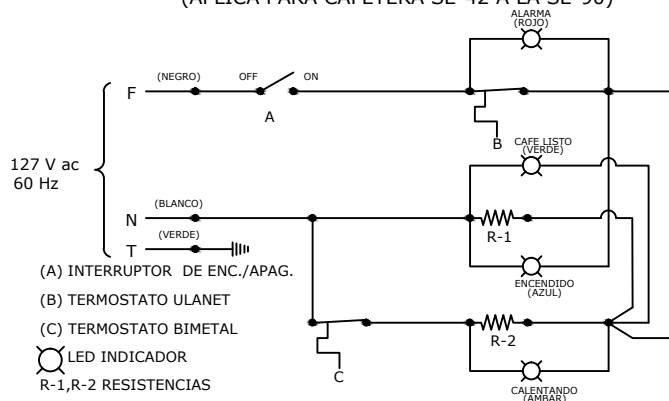 (APLICA PARA CAFETERA SE-42 A LA SE-90)
ALARMA
(ROJO)
(NEGRO)
OFF
ON
F
A
B
127 V ac
60 Hz
CAFE LISTO
(VERDE)
(BLANCO)
N
R-1
(VERDE)
T
ENCENDIDO
(AZUL)
(A) INTERRUPTOR DE ENC./APAG.
(B) TERMOSTATO ULANET
(C) TERMOSTATO BIMETAL
LED INDICADOR
R-1,R-2 RESISTENCIAS
R-2
C
CALENTANDO
(AMBAR)